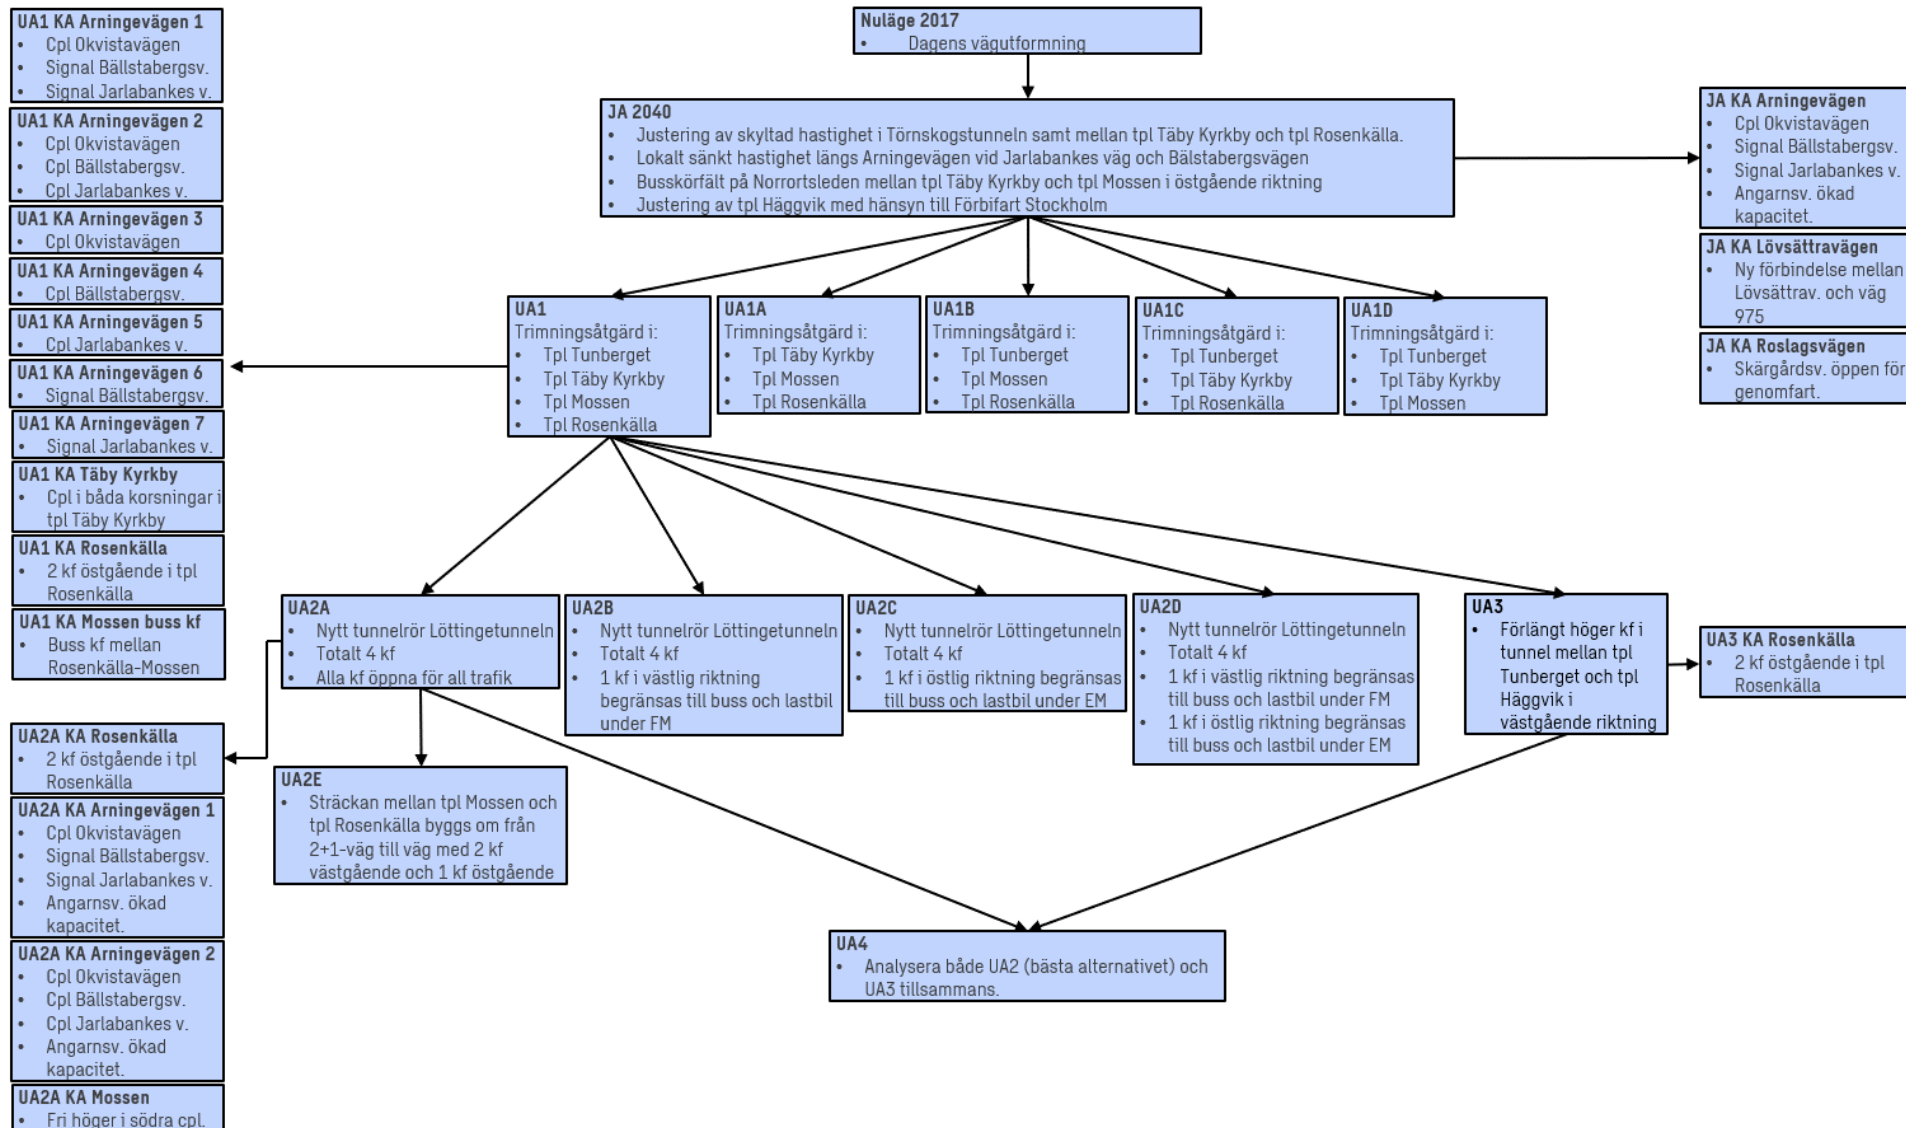 Nuläge 2017
• Dagens vägutformning
JA 2040
• Justering av skyltad hastighet i Törnskogstunneln samt mellan tpl Täby Kyrkby och tpl Rosenkälla.
• Lokalt sänkt hastighet längs Arningevägen vid Jarlabankes väg och Bälstabergsvägen
• Busskörfält på Norrortsleden mellan tpl Täby Kyrkby och tpl Mossen i östgående riktning
• Justering av tpl Häggvik med hänsyn till Förbifart Stockholm
UA1 KA Arningevägen 1
• Cpl Okvistavägen
• Signal Bällstabergsv.
• Signal Jarlabankes v.
UA1 KA Arningevägen 2
• Cpl Okvistavägen
• Cpl Bällstabergsv.
• Cpl Jarlabankes v.
UA1 KA Arningevägen 3
• Cpl Okvistavägen
UA1 KA Arningevägen 4
• Cpl Bällstabergsv.
UA1 KA Arningevägen 5
• Cpl Jarlabankes v.
UA1 KA Arningevägen 6
• Signal Bällstabergsv.
UA1 KA Arningevägen 7
• Signal Jarlabankes v.
UA1 KA Täby Kyrkby
• Cpl i båda korsningar i
tpl Täby Kyrkby
UA1 KA Rosenkälla
• 2 kf östgående i tpl
Rosenkälla
UA1 KA Mossen buss kf
• Buss kf mellan
Rosenkälla-Mossen
JA KA Arningevägen
• Cpl Okvistavägen
• Signal Bällstabergsv.
• Signal Jarlabankes v.
• Angarnsv. ökad
kapacitet.
JA KA Lövsättravägen
• Ny förbindelse mellan
Lövsättrav. och väg
975
JA KA Roslagsvägen
• Skärgårdsv. öppen för
genomfart.
UA1
Trimningsåtgärd i:
• Tpl Tunberget
• Tpl Täby Kyrkby
• Tpl Mossen
• Tpl Rosenkälla
UA1A
Trimningsåtgärd i:
• Tpl Täby Kyrkby
• Tpl Mossen
• Tpl Rosenkälla
UA1B
Trimningsåtgärd i:
• Tpl Tunberget
• Tpl Mossen
• Tpl Rosenkälla
UA1C
Trimningsåtgärd i:
• Tpl Tunberget
• Tpl Täby Kyrkby
• Tpl Rosenkälla
UA1D
Trimningsåtgärd i:
• Tpl Tunberget
• Tpl Täby Kyrkby
• Tpl Mossen
UA2A
• Nytt tunnelrör Löttingetunneln
• Totalt 4 kf
• Alla kf öppna för all trafik
UA2B
• Nytt tunnelrör Löttingetunneln
• Totalt 4 kf
• 1 kf i västlig riktning
begränsas till buss och lastbil
under FM
UA2C
• Nytt tunnelrör Löttingetunneln
• Totalt 4 kf
• 1 kf i östlig riktning begränsas
till buss och lastbil under EM
UA2D
• Nytt tunnelrör Löttingetunneln
• Totalt 4 kf
• 1 kf i västlig riktning begränsas
till buss och lastbil under FM
• 1 kf i östlig riktning begränsas
till buss och lastbil under EM
UA3
• Förlängt höger kf i
tunnel mellan tpl
Tunberget och tpl
Häggvik i
västgående riktning
UA3 KA Rosenkälla
• 2 kf östgående i tpl
Rosenkälla
UA2A KA Rosenkälla
• 2 kf östgående i tpl
Rosenkälla
UA2A KA Arningevägen 1
• Cpl Okvistavägen
• Signal Bällstabergsv.
• Signal Jarlabankes v.
• Angarnsv. ökad
kapacitet.
UA2A KA Arningevägen 2
• Cpl Okvistavägen
• Cpl Bällstabergsv.
• Cpl Jarlabankes v.
• Angarnsv. ökad
kapacitet.
UA2A KA Mossen
• Fri höger i södra cpl.
UA2E
• Sträckan mellan tpl Mossen och
tpl Rosenkälla byggs om från
2+1-väg till väg med 2 kf
västgående och 1 kf östgående
UA4
• Analysera både UA2 (bästa alternativet) och
UA3 tillsammans.